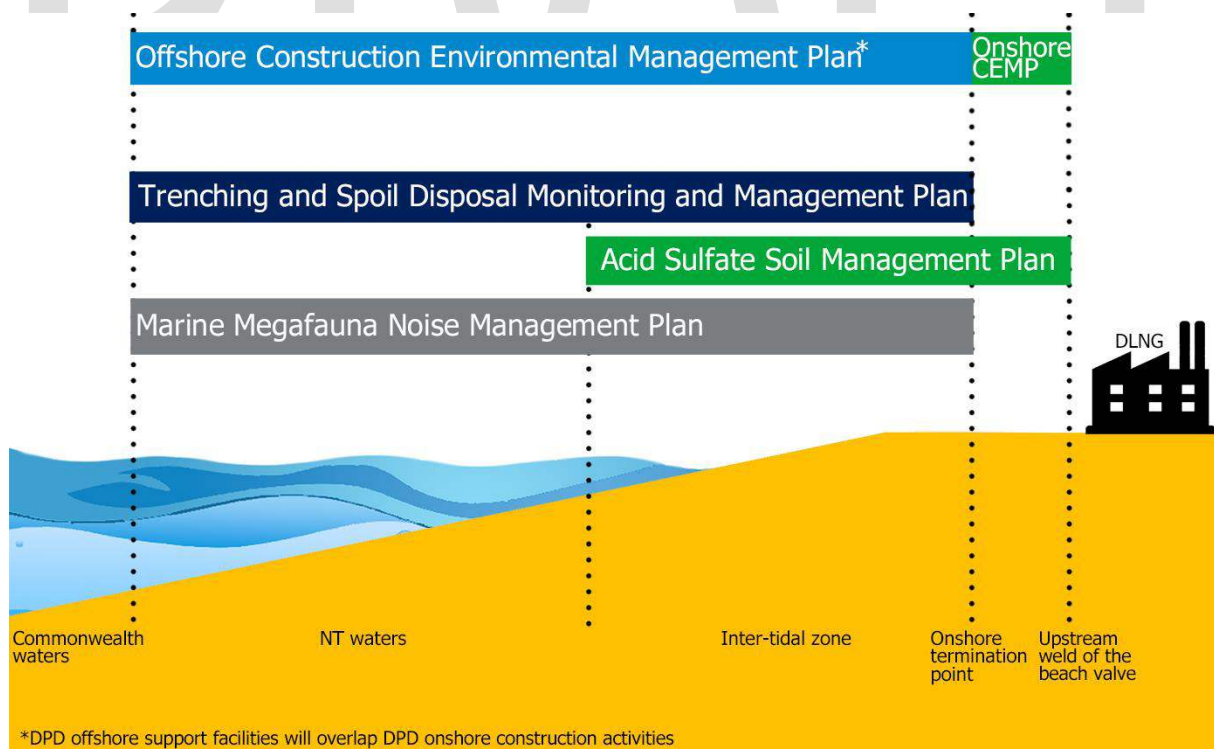 Offshore Construction Environmental Management Plan*
Onshore
CEMP
Trenching and Spoil Disposal Monitoring and Management Plan
Acid Sulfate Soil Management Plan
Marine Megafauna Noise Management Plan
DLNG
Commonwealth
waters
NT waters
Inter-tidal zone
Onshore
termination
point
Upstream
weld of the
beach valve
*DPD offshore support facilities will overlap DPD onshore construction activities